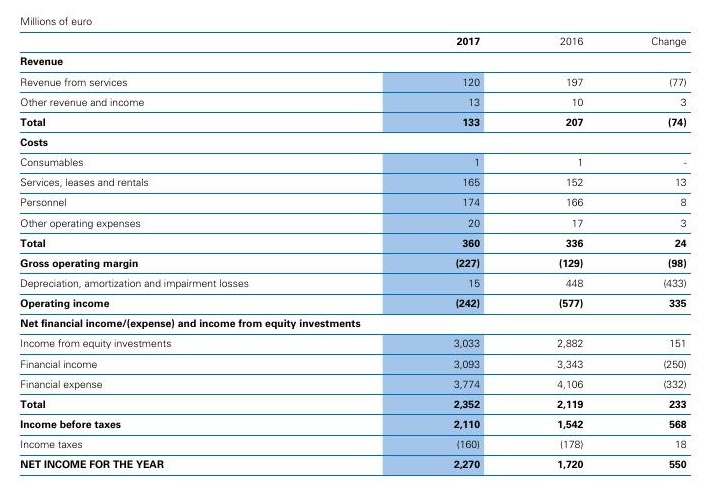 Millions of euro
2017 2016 Change
Revenue
Revenue from services 120 197 (77)
Other revenue and income 13 10 3
Total 133 207 (74)
Costs
Consumables 1 1 -
Services, leases and rentals 165 152 13
Personnel 174 166 8
Other operating expenses 20 17 3
Total 360 336 24
Gross operating margin (227) (129) (98)
Depreciation, amortization and impairment losses 15 448 (433)
Operating income (242) (577) 335
Net financial income/(expense) and income from equity investments
Income from equity investments 3,033 2,882 151
Financial income 3,093 3,343 (250)
Financial expense 3,774 4,106 (332)
Total 2,352 2,119 233
Income before taxes 2,110 1,542 568
Income taxes (160) (178) 18
NET INCOME FOR THE YEAR 2,270 1,720 550